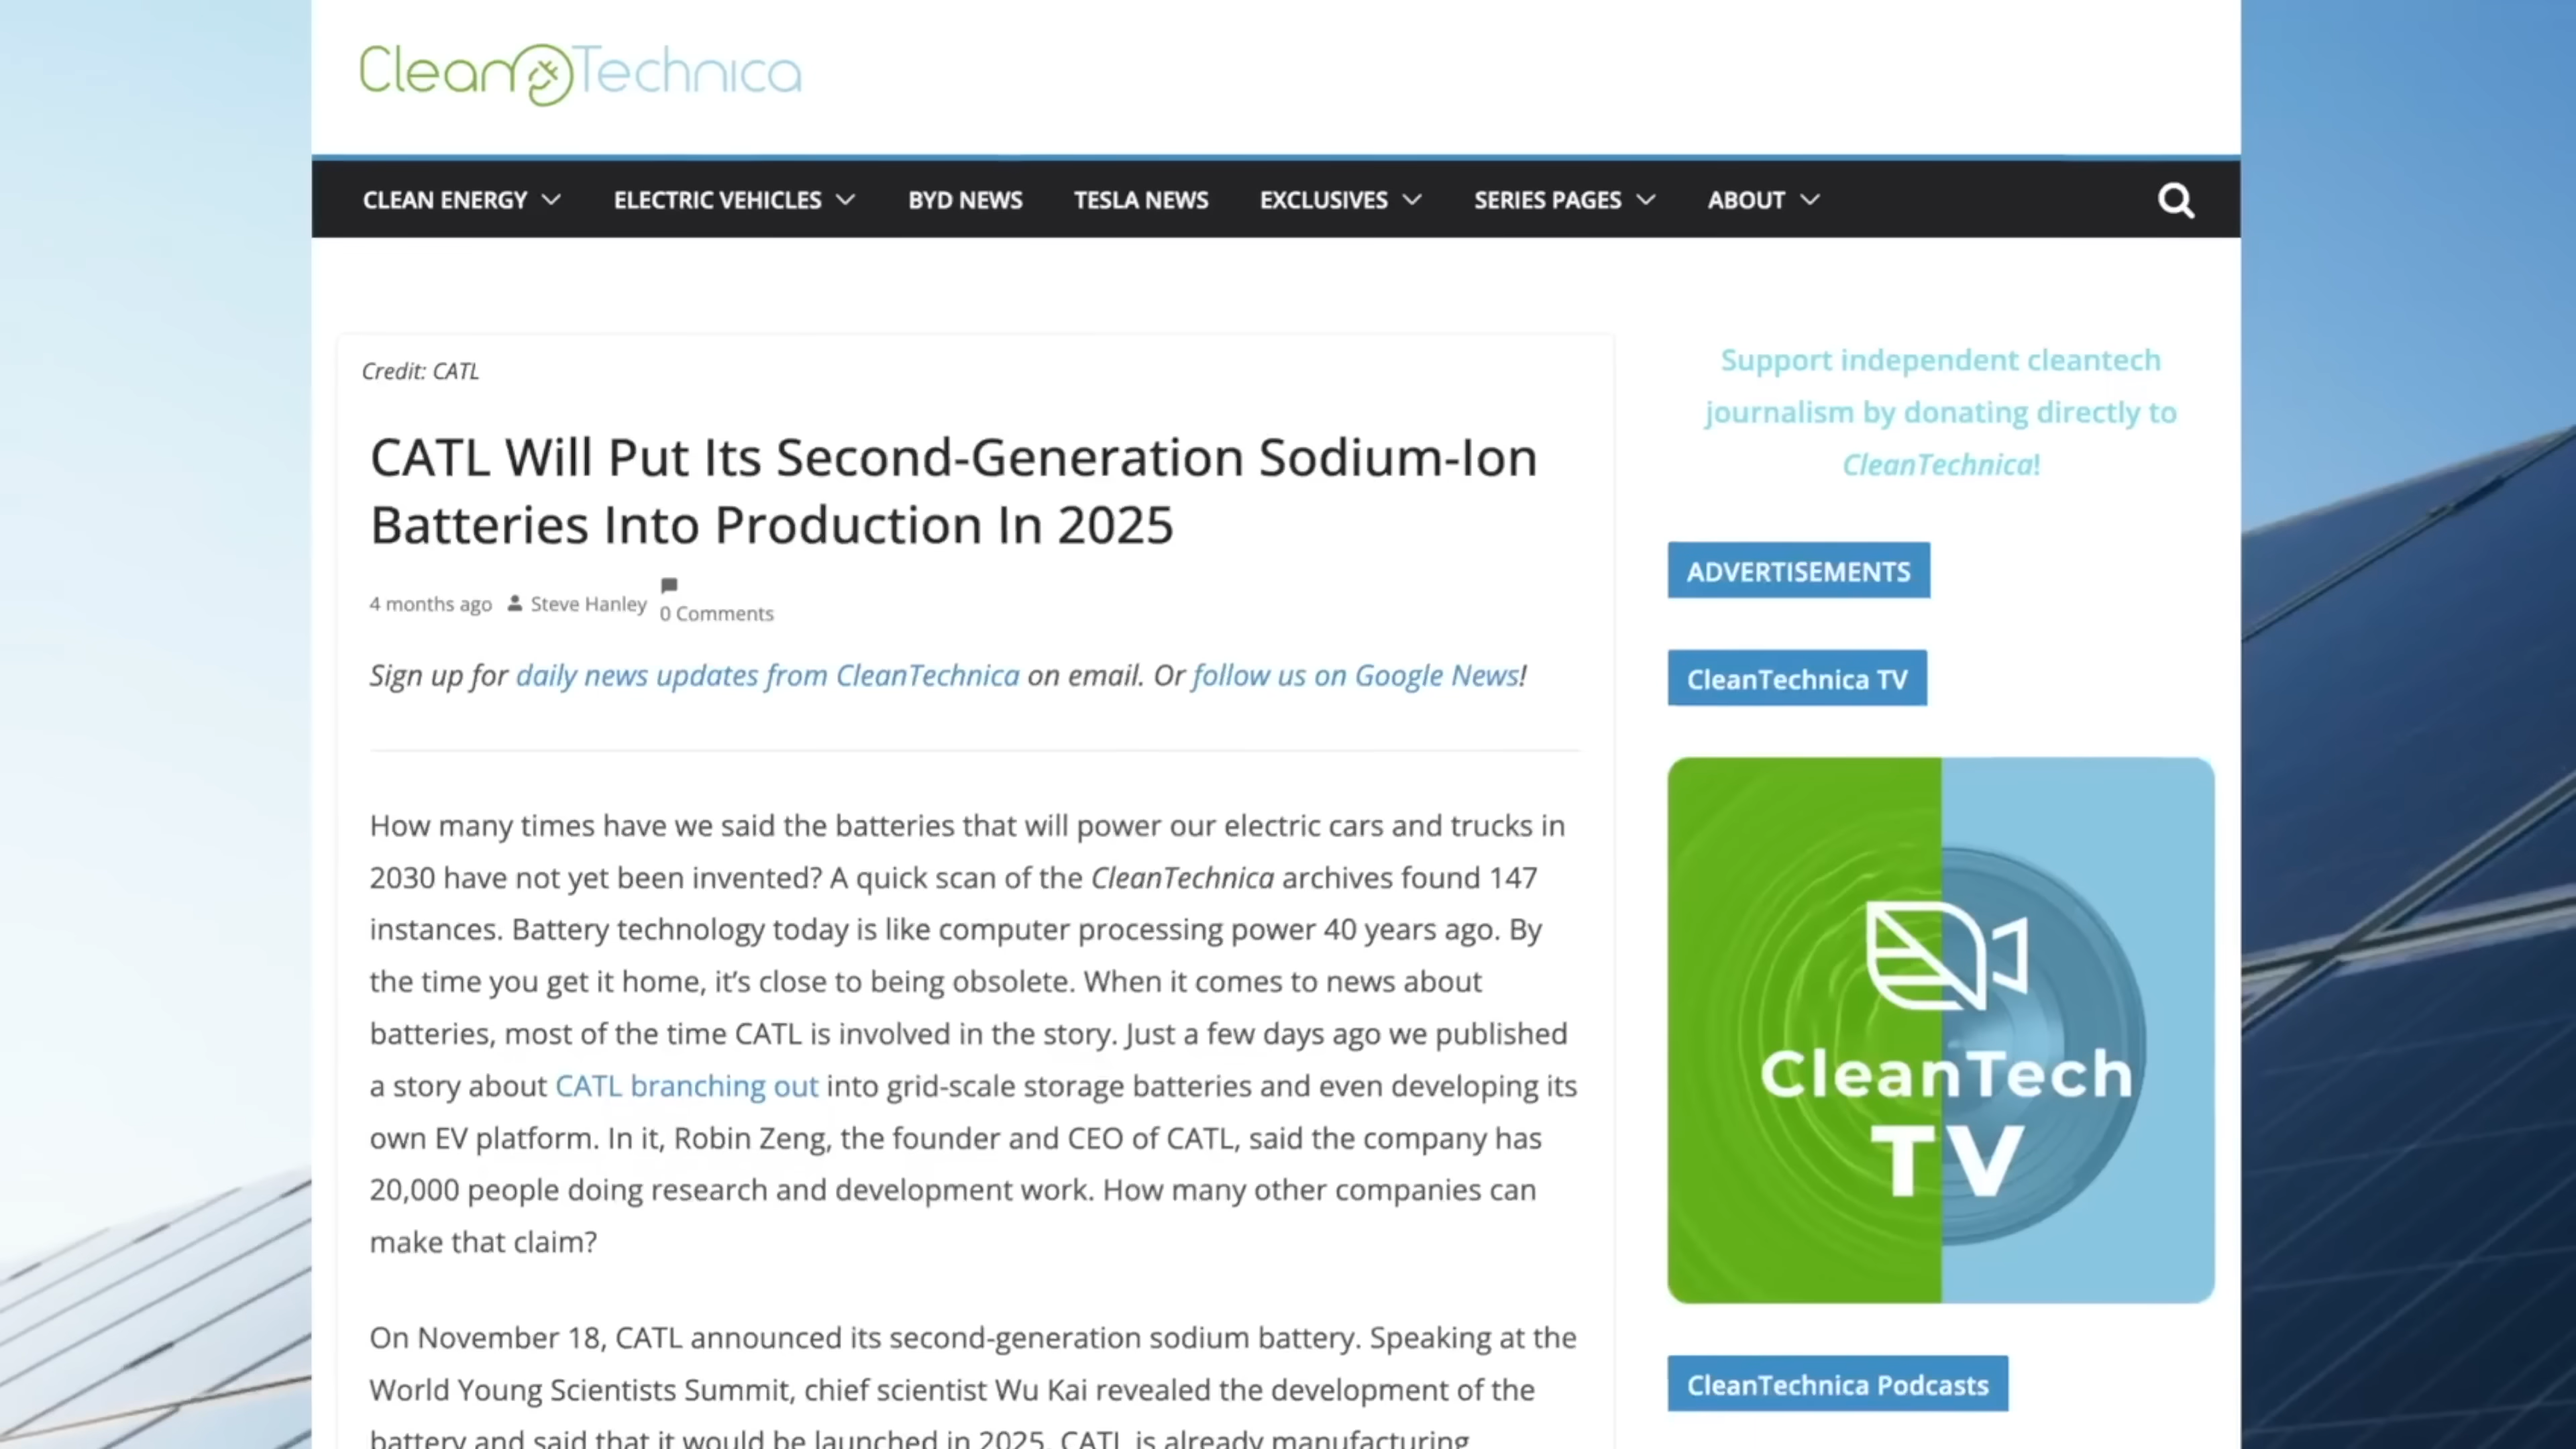 CleanTechnica
CLEAN ENERGY
ELECTRIC VEHICLES
BYD NEWS
TESLA NEWS
EXCLUSIVES
SERIES PAGES
ABOUT
Credit: CATL
CATL Will Put Its Second-Generation Sodium-Ion
Batteries Into Production In 2025
4 months ago Steve Hanley 0 Comments
Sign up for daily news updates from CleanTechnica on email. Or follow us on Google News!
How many times have we said the batteries that will power our electric cars and trucks in
2030 have not yet been invented? A quick scan of the CleanTechnica archives found 147
instances. Battery technology today is like computer processing power 40 years ago. By
the time you get it home, it’s close to being obsolete. When it comes to news about
batteries, most of the time CATL is involved in the story. Just a few days ago we published
a story about CATL branching out into grid-scale storage batteries and even developing its
own EV platform. In it, Robin Zeng, the founder and CEO of CATL, said the company has
20,000 people doing research and development work. How many other companies can
make that claim?
On November 18, CATL announced its second-generation sodium battery. Speaking at the
World Young Scientists Summit, chief scientist Wu Kai revealed the development of the
battery and said that it would be launched in 2025. CATL is already manufacturing
Support independent cleantech
journalism by donating directly to
CleanTechnica!
ADVERTISEMENTS
CleanTechnica TV
CleanTech
TV
CleanTechnica Podcasts